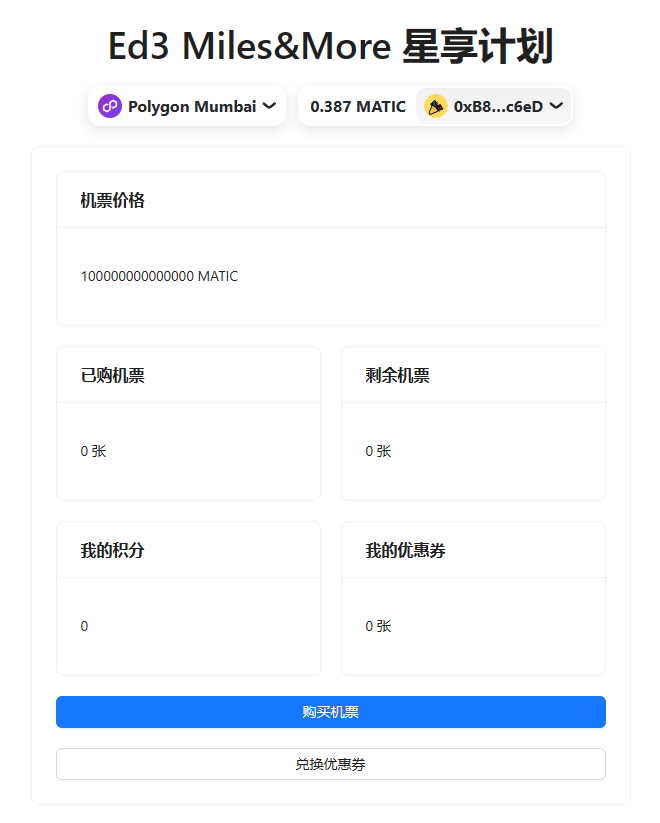 Ed3 Miles&More 星享计划
Polygon Mumbai
0.387 MATIC
0xB8...c6eD
机票价格
100000000000000 MATIC
已购机票
剩余机票
0 张
0 张
我的积分
我的优惠券
0
0 张
购买机票
兑换优惠券